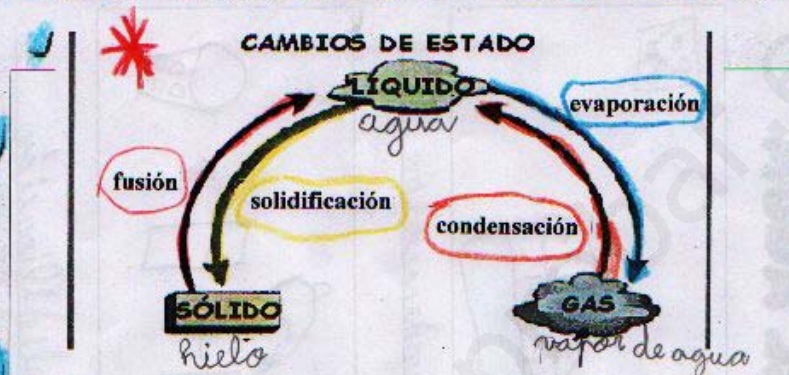 CAMBIOS DE ESTADO
LÍQUIDO
agua
evaporación
fusión
solidificación
condensación
SÓLIDO
hielo
GAS
vapor de agua